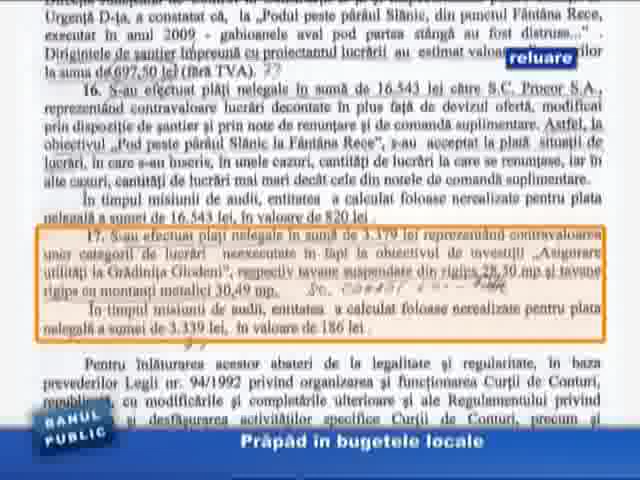 Urgență D-ța, a constatat că, la „Podul peste pârâul Slănic, din punctul Fântâna Rece,
executat în anul 2009 - gabioanele aval pod partea stângă au fost distruse..." .
Dirigintele de șantier împreună cu proiectantul lucrării au estimat
la suma de 697,50 lei (fără TVA).
reluare
16. S-au efectuat plăți nelegale în sumă de 16.543 lei către S.C. Procor S.A.,
reprezentând contravaloare lucrări decontate în plus față de devizul ofertă, modificat
prin dispoziție de șantier și prin note de renunțare și de comandă suplimentare. Astfel, la
obiectivul „Pod peste pârâul Slănic la Fântâna Rece", s-au acceptat la plată situații de
lucrări, în care s-au înscris, în unele cazuri, cantități de lucrări la care se renunțase, iar în
alte cazuri, cantități de lucrări mai mari decât cele din notele de comandă suplimentare.
În timpul misiunii de audit, entitatea a calculat foloase nerealizate pentru plata
nelegală a sumei de 16.543 lei, în valoare de 820 lei .
17. S-au efectuat plăți nelegale în sumă de 3.379 lei reprezentând contravaloarea
unor categorii de lucrări neexecutate în fapt la obiectivul de investiții „Asigurare
utilități la Grădinița Glodeni", respectiv tavane suspendate din rigips 28,50 mp și tavane
rigips cu montanți metalici 30,49 mp.
În timpul misiunii de audit, entitatea a calculat foloase nerealizate pentru plata
nelegală a sumei de 3.339 lei, în valoare de 186 lei .
Pentru înlăturarea acestor abateri de la legalitate și regularitate, în baza
prevederilor Legii nr. 94/1992 privind organizarea și funcționarea Curții de Conturi,
cu modificările și completările ulterioare și ale Regulamentului privind
și desfășurarea activităților specifice Curții de Conturi, precum și
BANUL
PUBLIC
Prăpăd în bugetele locale